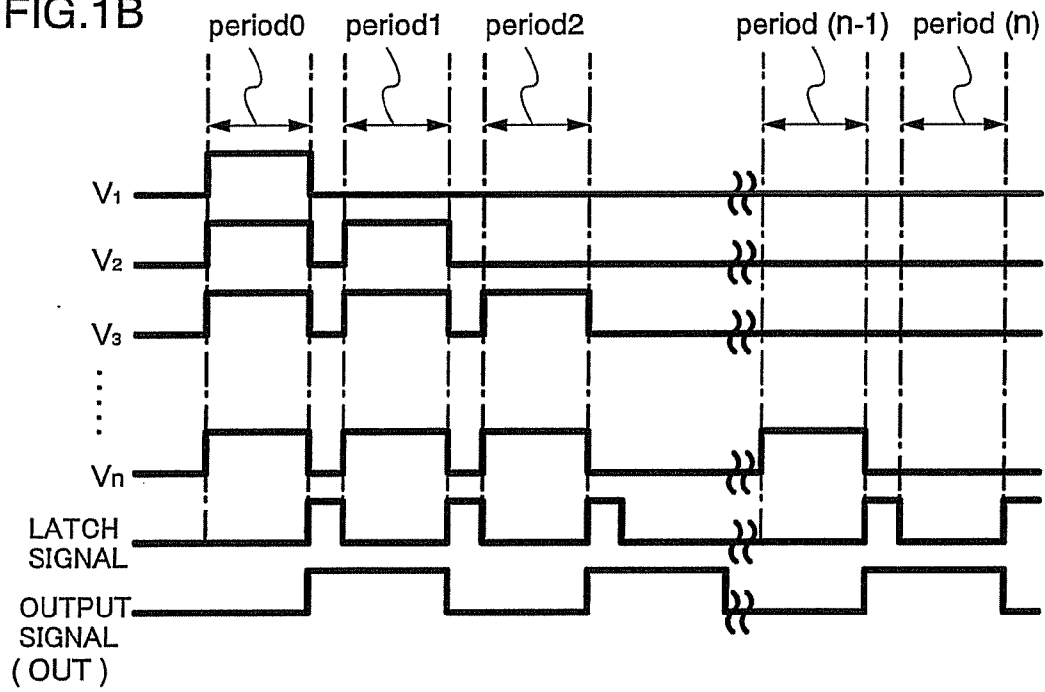 FIG.1B
period0 period1 period2 period (n-1) period (n)
V1
V2
V3
Vn
LATCH
SIGNAL
OUTPUT
SIGNAL
( OUT )